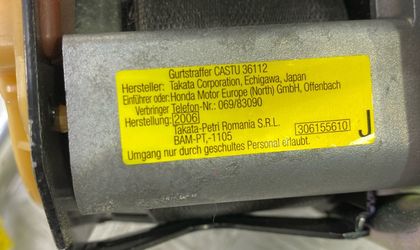 Gurtstraffer CASTU 36112
Hersteller: Takata Corporation, Echigawa, Japan
Einführer oder: Honda Motor Europe (North) GmbH, Offenbach
Verbringer Telefon-Nr.: 069/83090
Herstellung: 2006
Takata-Petri Romania S.R.L.
BAM-PT,-1105
306155610 J
Umgang nur durch geschultes Personal erlaubt.